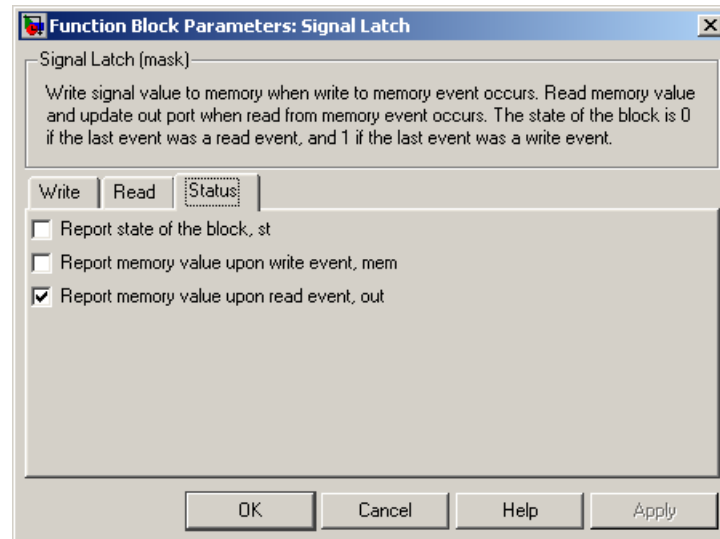 Function Block Parameters: Signal Latch
Signal Latch (mask)
Write signal value to memory when write to memory event occurs. Read memory value
and update out port when read from memory event occurs. The state of the block is 0
if the last event was a read event, and 1 if the last event was a write event.
Write Read Status
Report state of the block, st
Report memory value upon write event, mem
Report memory value upon read event, out
OK Cancel Help Apply